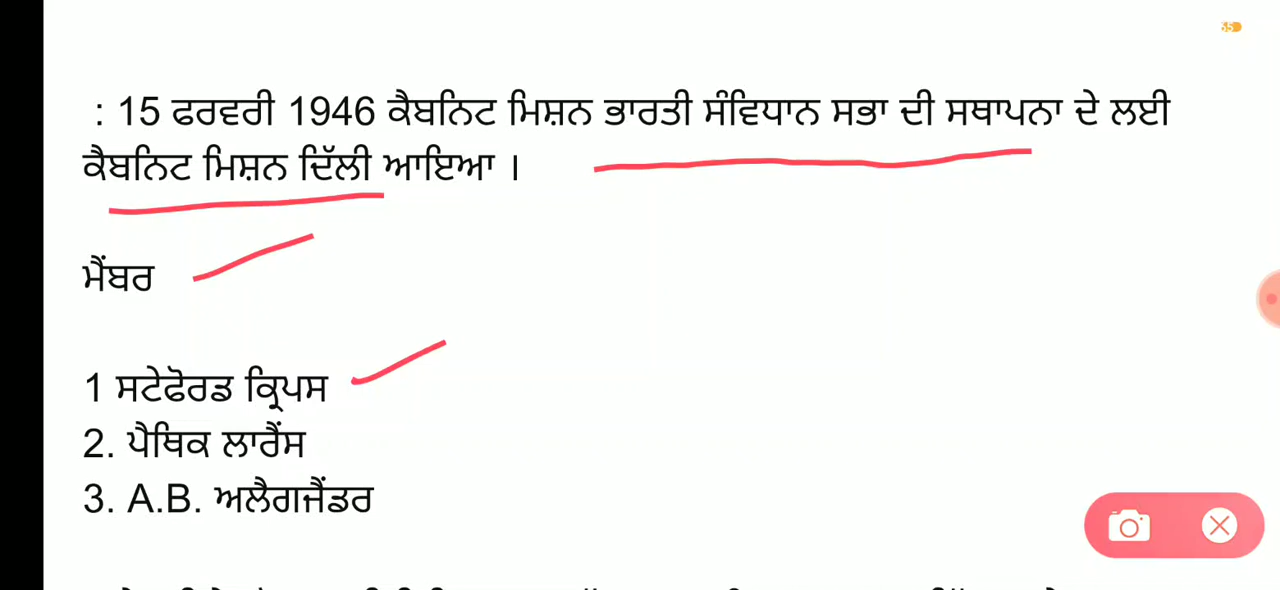 : 15 ਫਰਵਰੀ 1946 ਕੈਬਨਿਟ ਮਿਸ਼ਨ ਭਾਰਤੀ ਸੰਵਿਧਾਨ ਸਭਾ ਦੀ ਸਥਾਪਨਾ ਦੇ ਲਈ
ਕੈਬਨਿਟ ਮਿਸ਼ਨ ਦਿੱਲੀ ਆਇਆ ।
ਮੈਂਬਰ
1 ਸਟੇਫੋਰਡ ਕ੍ਰਿਪਸ
2. ਪੈਥਿਕ ਲਾਰੈਂਸ
3. A.B. ਅਲੈਗਜੈਂਡਰ